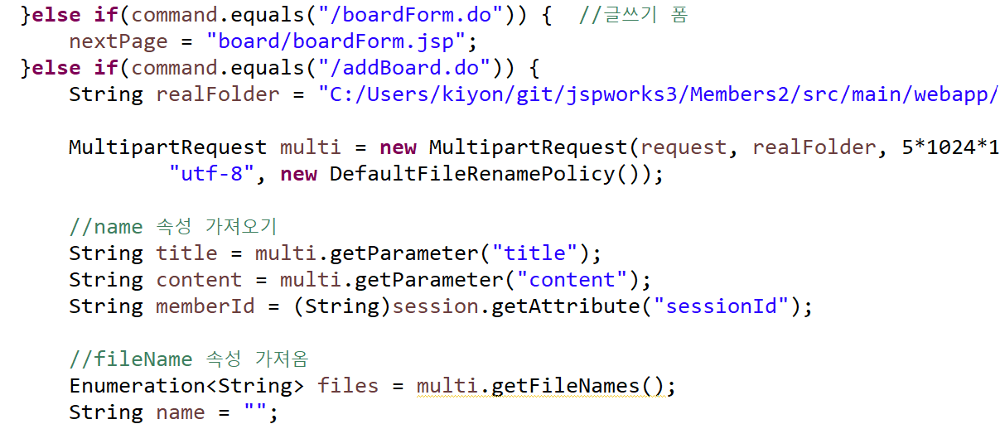 }else if(command.equals("/boardForm.do")) {  //글쓰기 폼
    nextPage = "board/boardForm.jsp";
}else if(command.equals("/addBoard.do")) {
    String realFolder = "C:/Users/kiyon/git/jspworks3/Members2/src/main/webapp/
    MultipartRequest multi = new MultipartRequest(request, realFolder, 5*1024*1
            "utf-8", new DefaultFileRenamePolicy());
    //name 속성 가져오기
    String title = multi.getParameter("title");
    String content = multi.getParameter("content");
    String memberId = (String)session.getAttribute("sessionId");
    //fileName 속성 가져옴
    Enumeration<String> files = multi.getFileNames();
    String name = "";